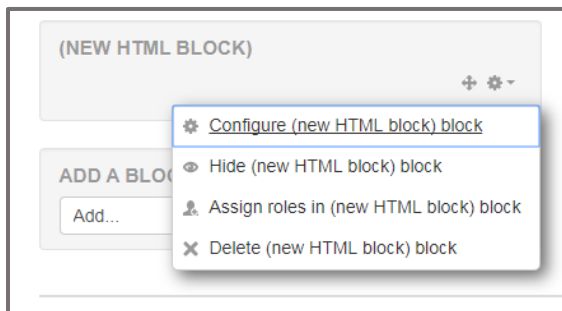 (NEW HTML BLOCK)
Configure (new HTML block) block
Hide (new HTML block) block
ADD A BLOC
Assign roles in (new HTML block) block
Add...
Delete (new HTML block) block